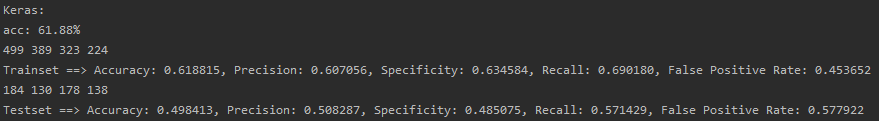 Keras:
acc: 61.88%
499 389 323 224
Trainset ==> Accuracy: 0.618815, Precision: 0.607056, Specificity: 0.634584, Recall: 0.690180, False Positive Rate: 0.453652
184 130 178 138
Testset ==> Accuracy: 0.498413, Precision: 0.508287, Specificity: 0.485075, Recall: 0.571429, False Positive Rate: 0.577922